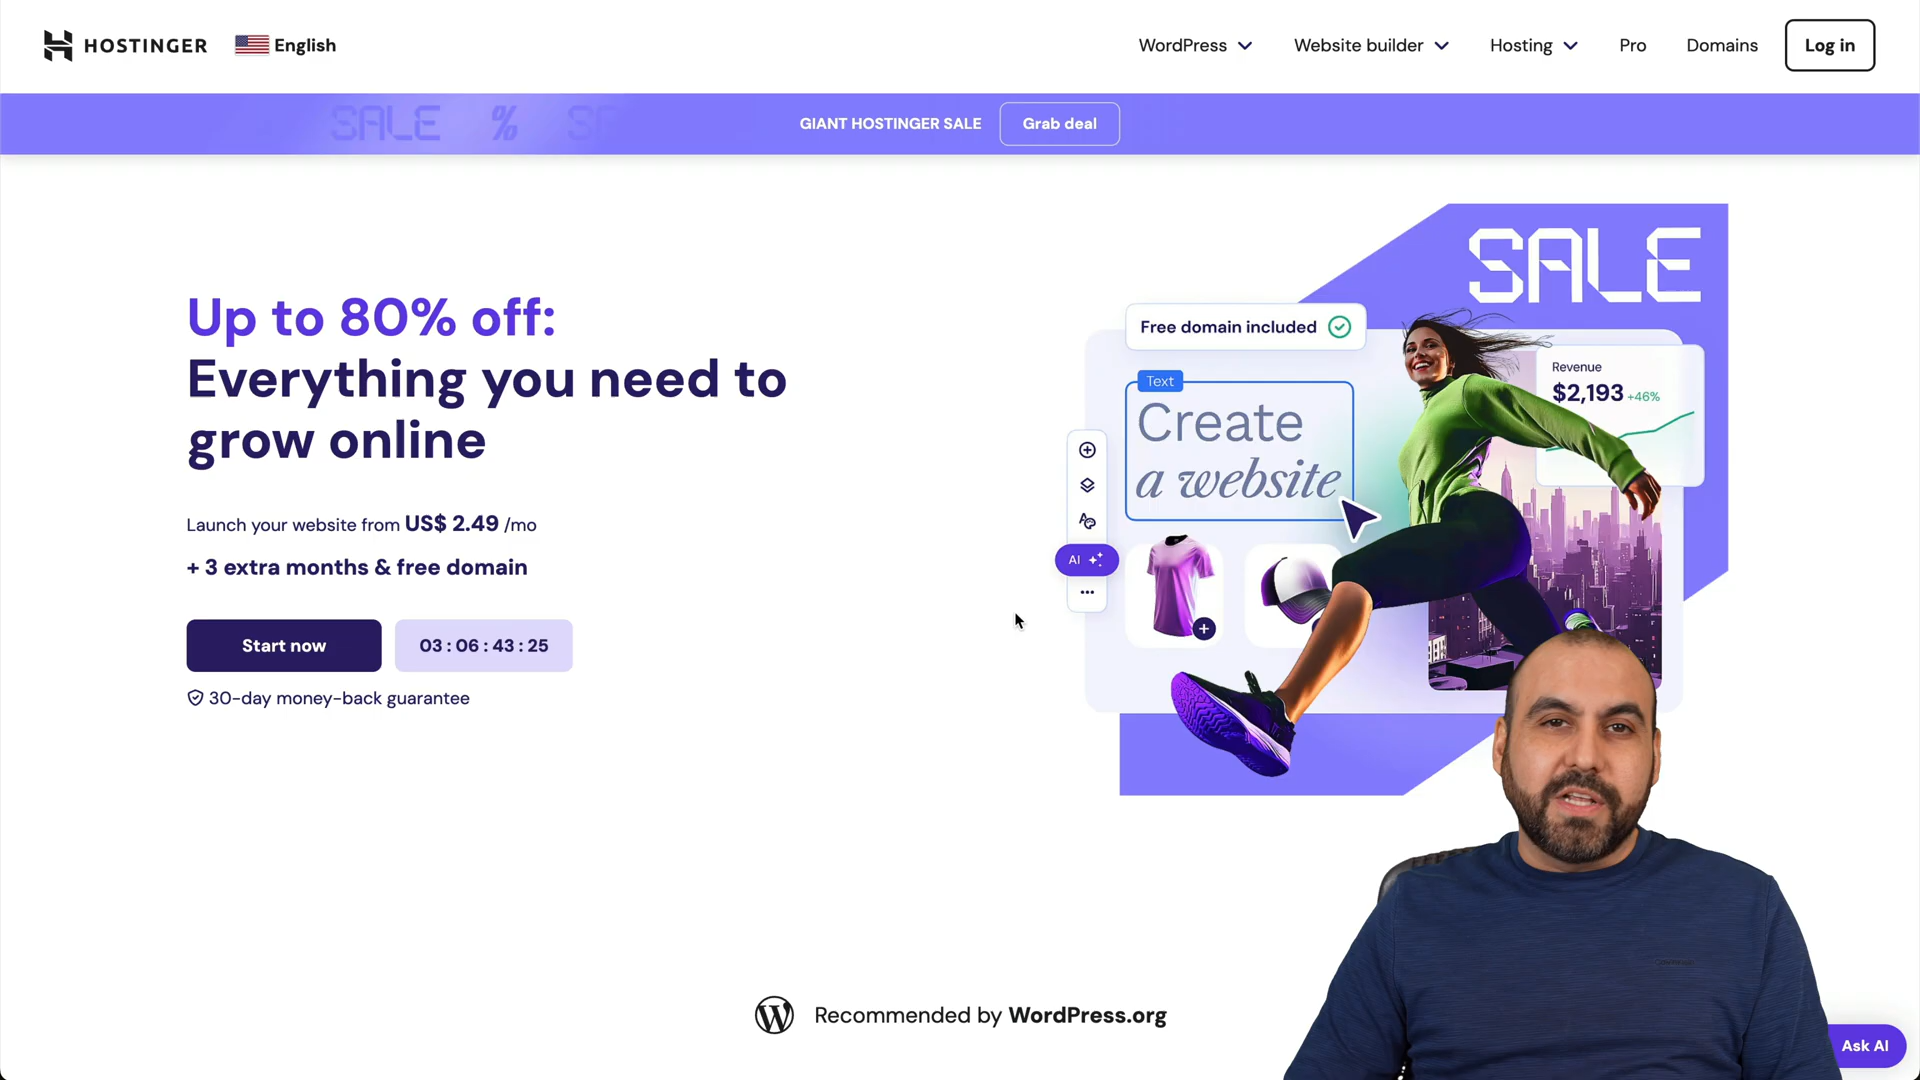 HOSTINGER
English
WordPress
Website builder
Hosting
Pro
Domains
Log in
SALE % SA
GIANT HOSTINGER SALE
Grab deal
SALE
Up to 80% off:
Everything you need to
grow online
Free domain included
Text
Create
a website
Revenue
$2,193 +46%
AI
Launch your website from US$ 2.49 /mo
+ 3 extra months & free domain
Start now
03 : 06 : 43 : 25
30-day money-back guarantee
Recommended by WordPress.org
Ask AI